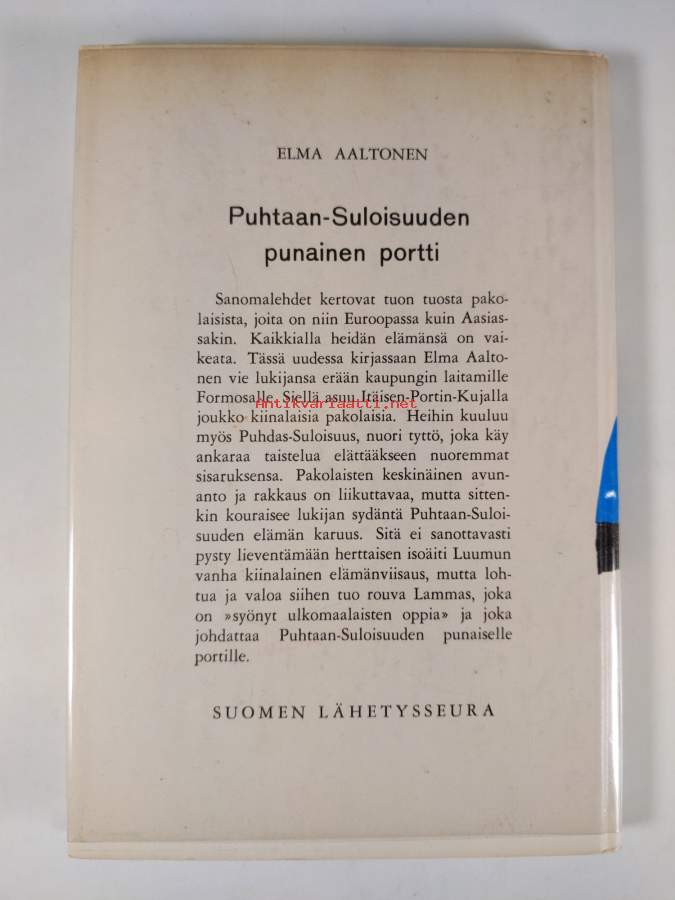 ELMA AALTONEN
Puhtaan-Suloisuuden
punainen portti
Sanomalehdet kertovat tuon tuosta pako-
laisista, joita on niin Euroopassa kuin Aasias-
sakin. Kaikkialla heidän elämänsä on vai-
keata. Tässä uudessa kirjassaan Elma Aalto-
nen vie lukijansa erään kaupungin laitamille
Formosalle. Siellä asuu Itäisen-Portin-Kujalla
Antikvariaatti.net
joukko kiinalaisia pakolaisia. Heihin kuuluu
myös Puhdas-Suloisuus, nuori tyttö, joka käy
ankaraa taistelua elättääkseen nuoremmat
sisaruksensa. Pakolaisten keskinäinen avun-
anto ja rakkaus on liikuttavaa, mutta sitten-
kin kouraisee lukijan sydäntä Puhtaan-Suloi-
suuden elämän karuus. Sitä ei sanottavasti
pysty lieventämään herttaisen isoäiti Luumun
vanha kiinalainen elämänviisaus, mutta loh-
tua ja valoa siihen tuo rouva Lammas, joka
on »syönyt ulkomaalaisten oppia» ja joka
johdattaa Puhtaan-Suloisuuden punaiselle
portille.
SUOMEN LÄHETYSSEURA